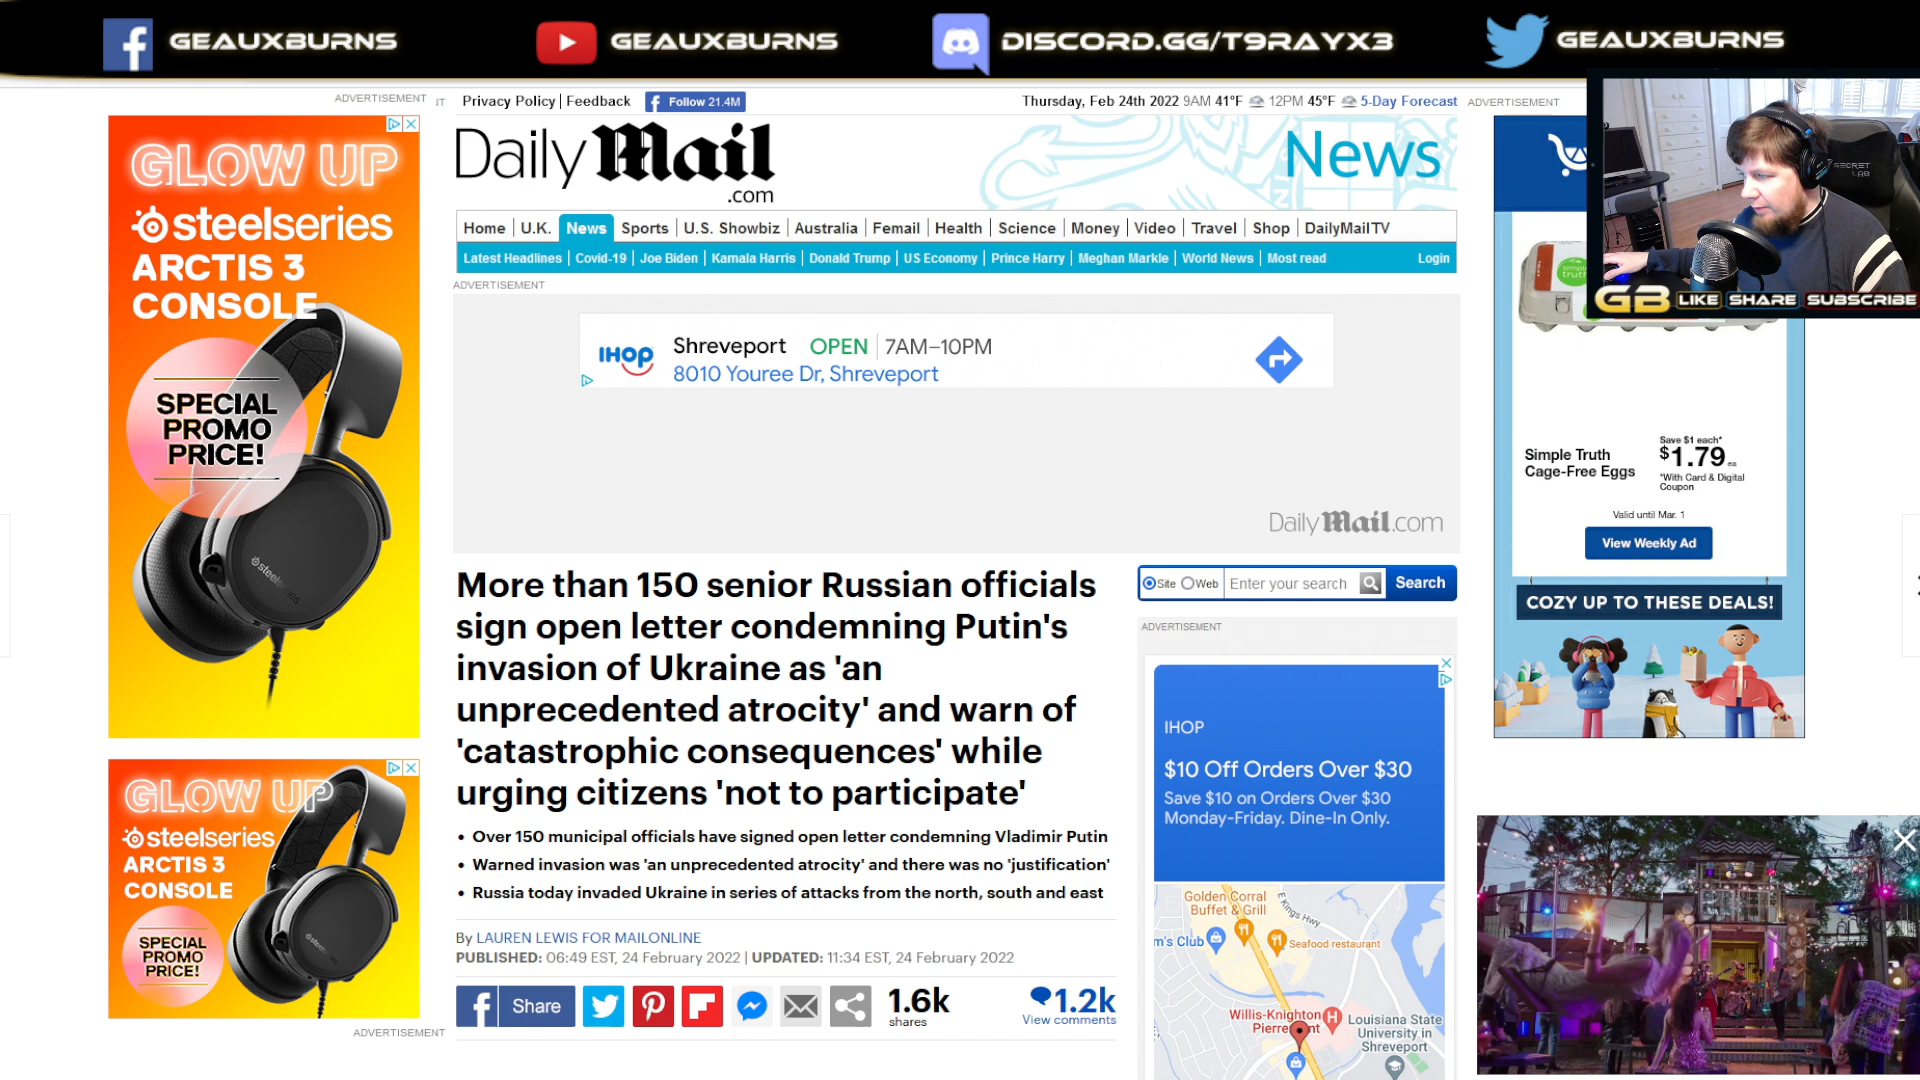 GEAUXBURNS
GEAUXBURNS
DISCORD.GG/T9RAYX3
GEAUXBURNS
ADVERTISEMENT
IT
Privacy Policy | Feedback
Follow 21.4M
Thursday, Feb 24th 2022 9AM 41°F 12PM 45°F 5-Day Forecast
ADVERTISEMENT
Daily Mail
.com
News
Home | U.K. | News | Sports | U.S. Showbiz | Australia | Femail | Health | Science | Money | Video | Travel | Shop | DailyMailTV
Latest Headlines | Covid-19 | Joe Biden | Kamala Harris | Donald Trump | US Economy | Prince Harry | Meghan Markle | World News | Most read
Login
ADVERTISEMENT
GLOW UP
steelseries
ARCTIS 3
CONSOLE
SPECIAL
PROMO
PRICE!
IHOP
Shreveport OPEN | 7AM–10PM
8010 Youree Dr, Shreveport
Daily Mail.com
SECRET
LAB
GB LIKE SHARE SUBSCRIBE
simple
truth
Simple Truth
Cage-Free Eggs
Save $1 each*
$1.79 ea
*With Card & Digital
Coupon
Valid until Mar. 1
View Weekly Ad
COZY UP TO THESE DEALS!
More than 150 senior Russian officials
sign open letter condemning Putin's
invasion of Ukraine as 'an
unprecedented atrocity' and warn of
'catastrophic consequences' while
urging citizens 'not to participate'
• Over 150 municipal officials have signed open letter condemning Vladimir Putin
• Warned invasion was 'an unprecedented atrocity' and there was no 'justification'
• Russia today invaded Ukraine in series of attacks from the north, south and east
By LAUREN LEWIS FOR MAILONLINE
PUBLISHED: 06:49 EST, 24 February 2022 | UPDATED: 11:34 EST, 24 February 2022
Share
1.6k
shares
1.2k
View comments
Site Web Enter your search Search
ADVERTISEMENT
IHOP
$10 Off Orders Over $30
Save $10 on Orders Over $30
Monday-Friday. Dine-In Only.
Golden Corral
Buffet & Grill
E Kings Hwy
m's Club
Seafood restaurant
Willis-Knighton
Pierre nt
Louisiana State
University in
Shreveport
GLOW UP
steelseries
ARCTIS 3
CONSOLE
SPECIAL
PROMO
PRICE!
ADVERTISEMENT